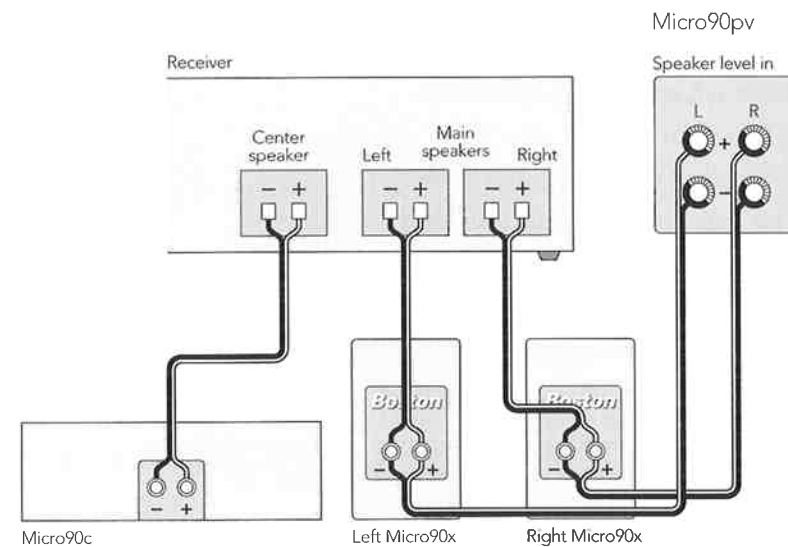 Micro90pv
Receiver
Speaker level in
L R
Center
speaker
Left
Main
speakers
Right
+
-
- +
- +
- +
Boston
Boston
- +
- +
- +
Micro90c
Left Micro90x
Right Micro90x